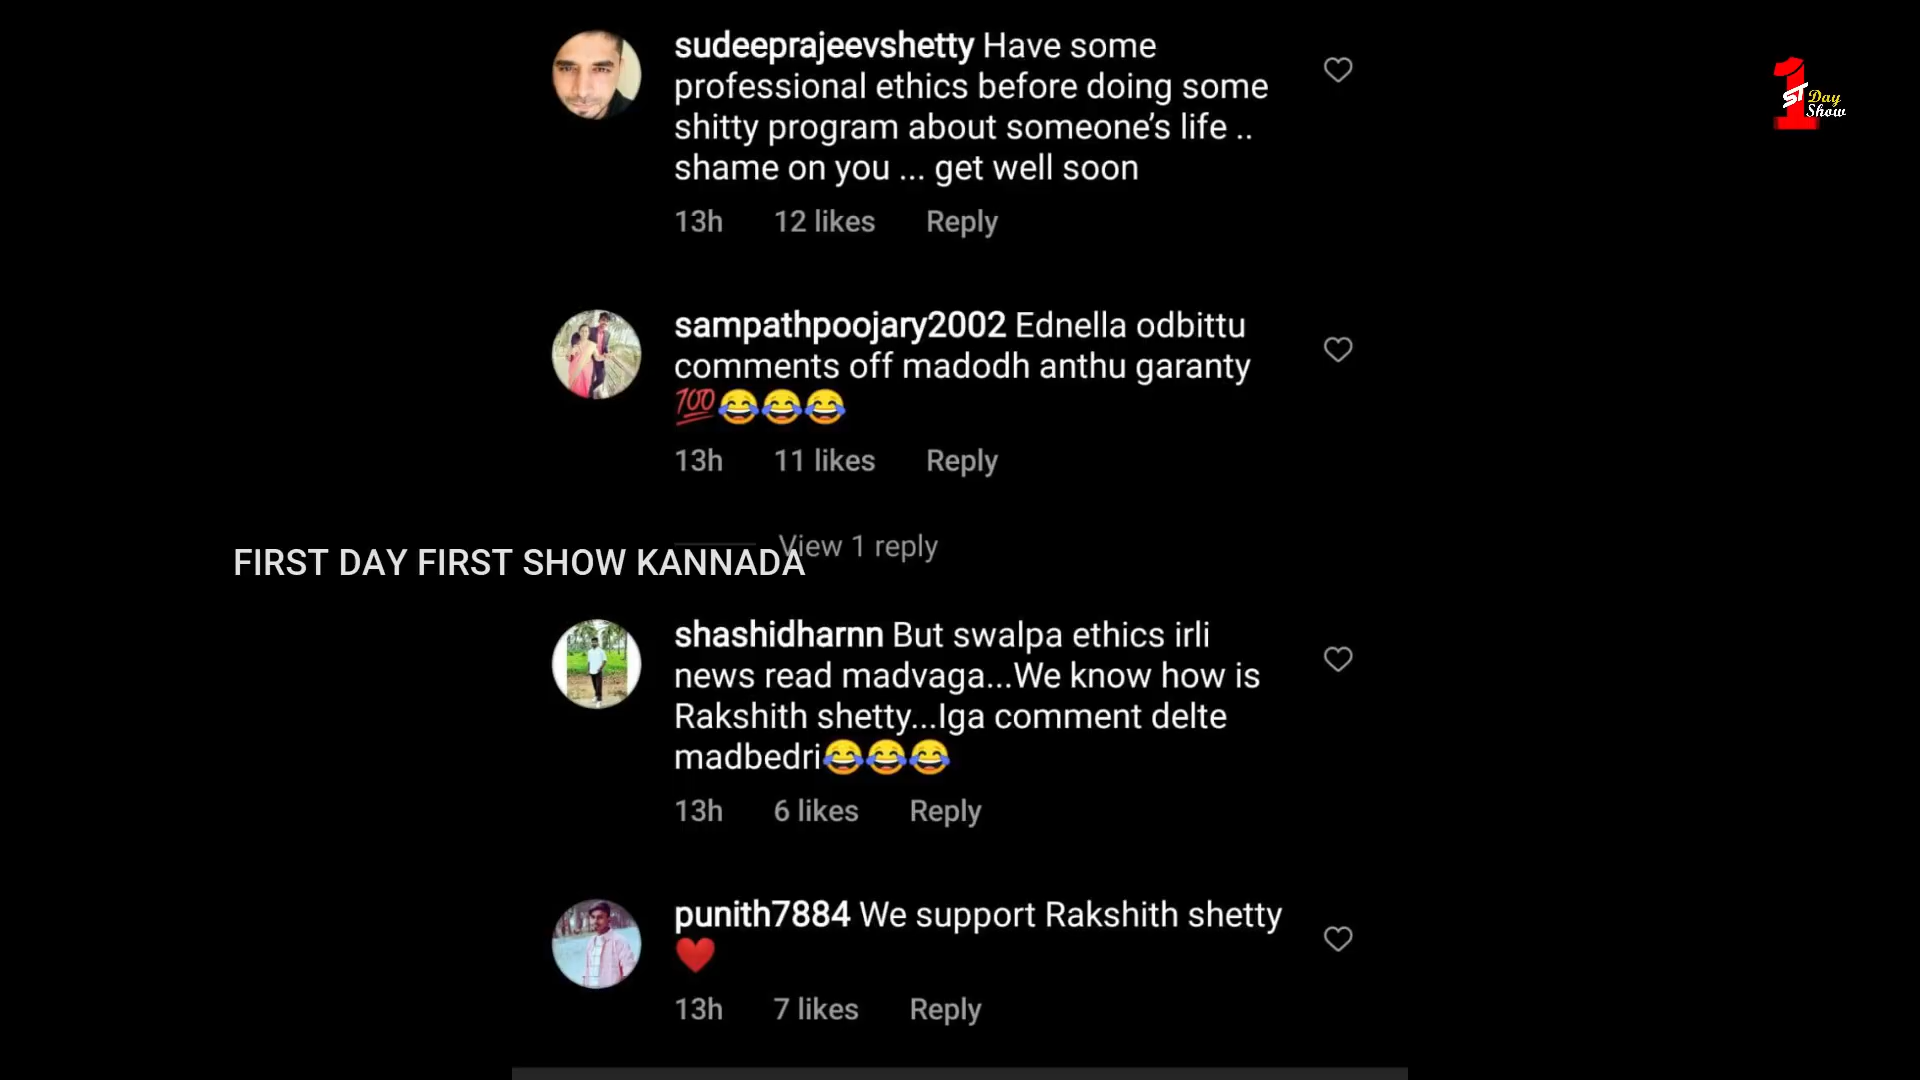 sudeeprajeevshetty Have some
professional ethics before doing some
shitty program about someone’s life ..
shame on you ... get well soon
13h 12 likes Reply
1ST Day Show
sampathpoojary2002 Ednella odbittu
comments off madodh anthu garanty
💯😂😂😂
13h 11 likes Reply
View 1 reply
FIRST DAY FIRST SHOW KANNADA
shashidharnn But swalpa ethics irli
news read madvaga...We know how is
Rakshith shetty...Iga comment delte
madbedri😂😂😂
13h 6 likes Reply
punith7884 We support Rakshith shetty
❤️
13h 7 likes Reply